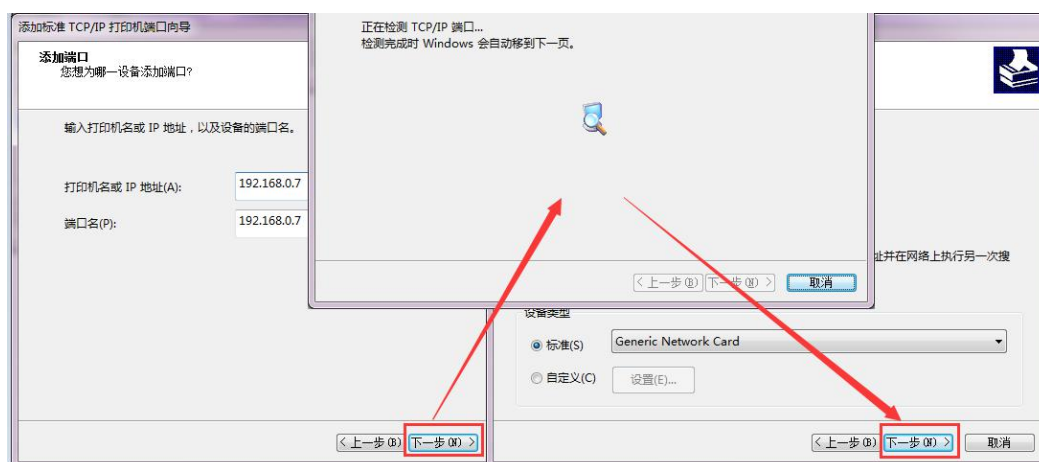 添加标准 TCP/IP 打印机端口向导
添加端口
您想为哪一设备添加端口?
输入打印机名或 IP 地址，以及设备的端口名。
打印机名或 IP 地址(A):
192.168.0.7
端口名(P):
192.168.0.7
<上一步(B) 下一步(N) >
正在检测 TCP/IP 端口...
检测完成时 Windows 会自动移到下一页。
<上一步(B) 下一步(N) > 取消
址并在网络上执行另一次搜
设备类型
标准(S) Generic Network Card
自定义(C) 设置(E)...
<上一步(B) 下一步(N) > 取消